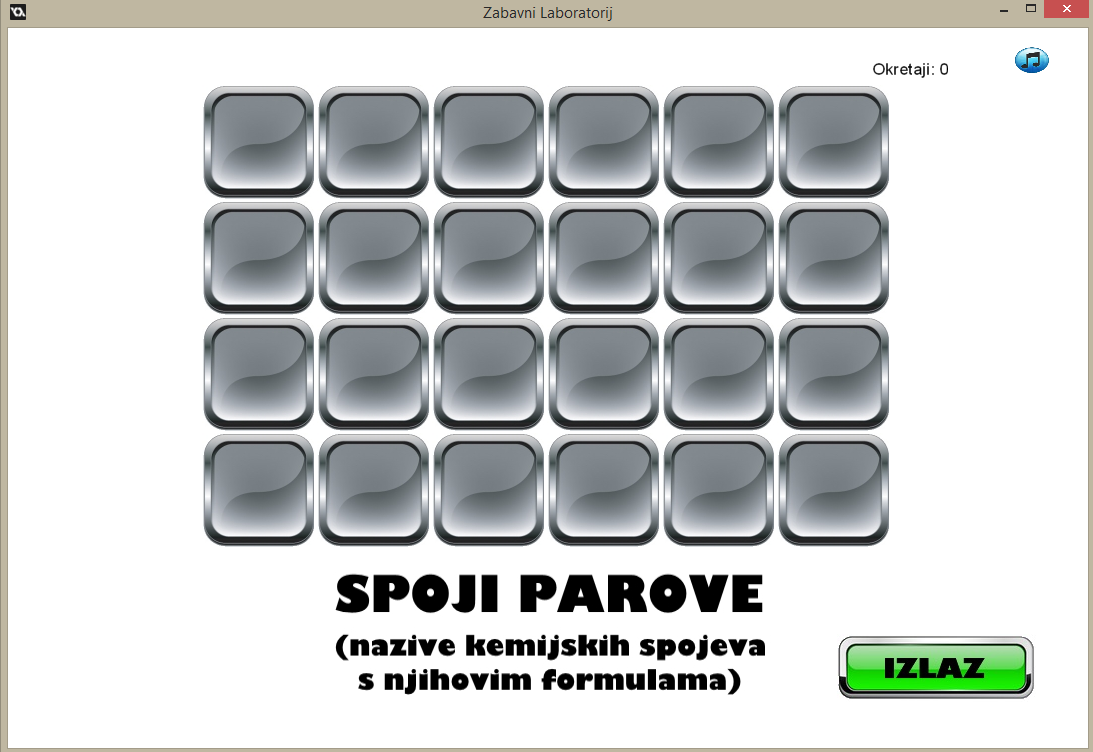 Zabavni Laboratorij
Okretaji: 0
SPOJI PAROVE
(nazive kemijskih spojeva
s njihovim formulama)
IZLAZ